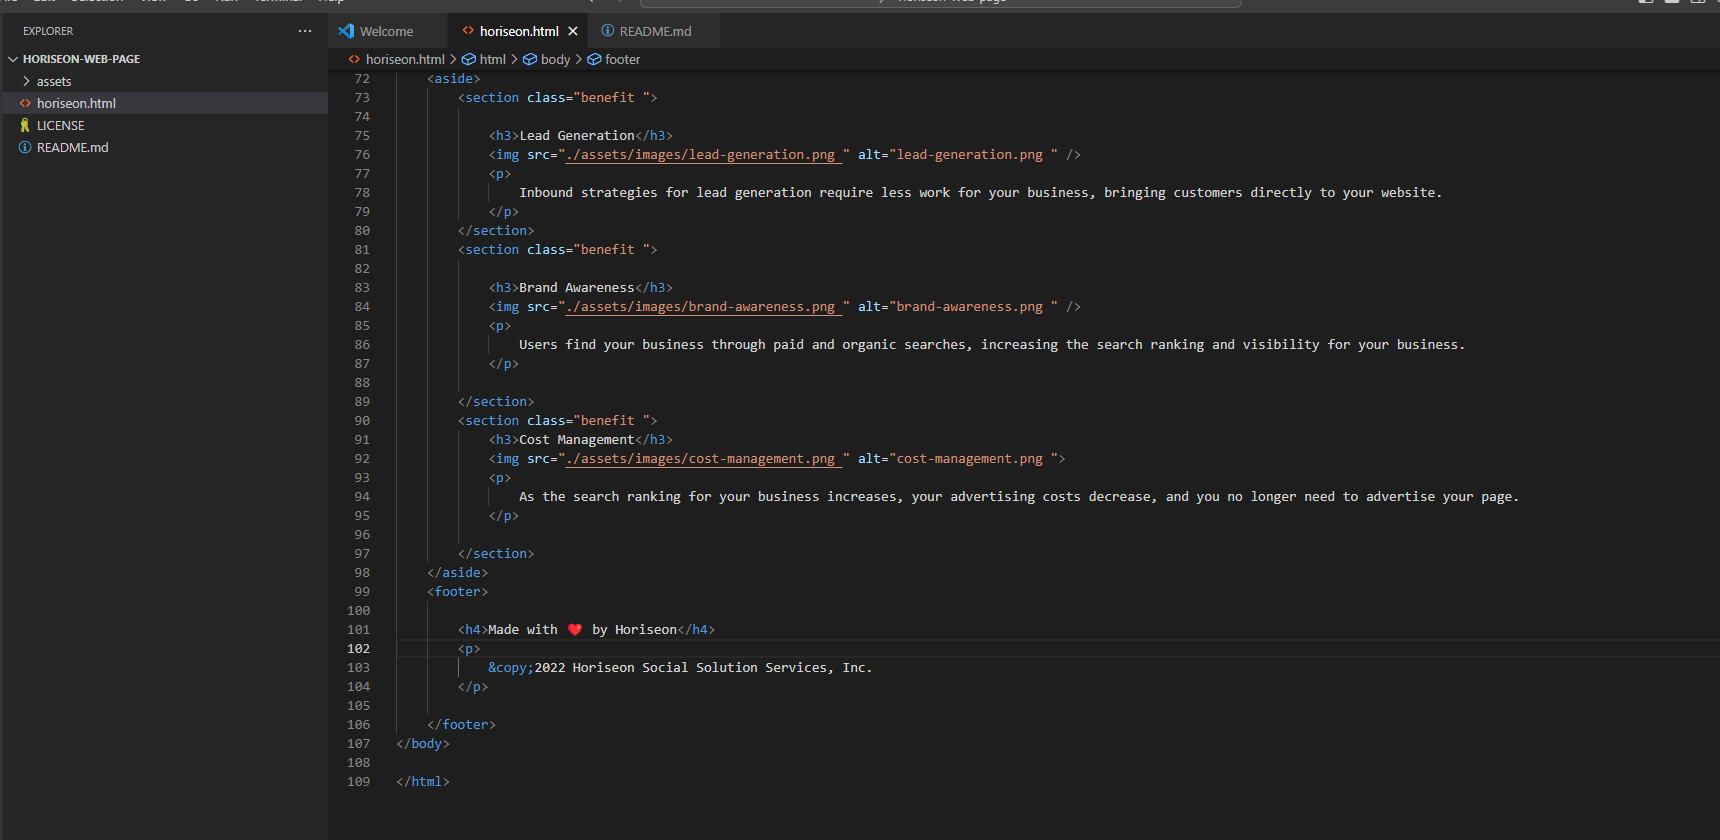 EXPLORER
HORISEON-WEB-PAGE
assets
horiseon.html
LICENSE
README.md
Welcome
horiseon.html
README.md
horiseon.html > html > body > footer
72 <aside>
73 <section class="benefit ">
74
75 <h3>Lead Generation</h3>
76 <img src="./assets/images/lead-generation.png " alt="lead-generation.png " />
77 <p>
78 Inbound strategies for lead generation require less work for your business, bringing customers directly to your website.
79 </p>
80 </section>
81 <section class="benefit ">
82
83 <h3>Brand Awareness</h3>
84 <img src="./assets/images/brand-awareness.png " alt="brand-awareness.png " />
85 <p>
86 Users find your business through paid and organic searches, increasing the search ranking and visibility for your business.
87 </p>
88
89 </section>
90 <section class="benefit ">
91 <h3>Cost Management</h3>
92 <img src="./assets/images/cost-management.png " alt="cost-management.png ">
93 <p>
94 As the search ranking for your business increases, your advertising costs decrease, and you no longer need to advertise your page.
95 </p>
96
97 </section>
98 </aside>
99 <footer>
100
101 <h4>Made with ❤️ by Horiseon</h4>
102 <p>
103 &copy;2022 Horiseon Social Solution Services, Inc.
104 </p>
105
106 </footer>
107 </body>
108
109 </html>